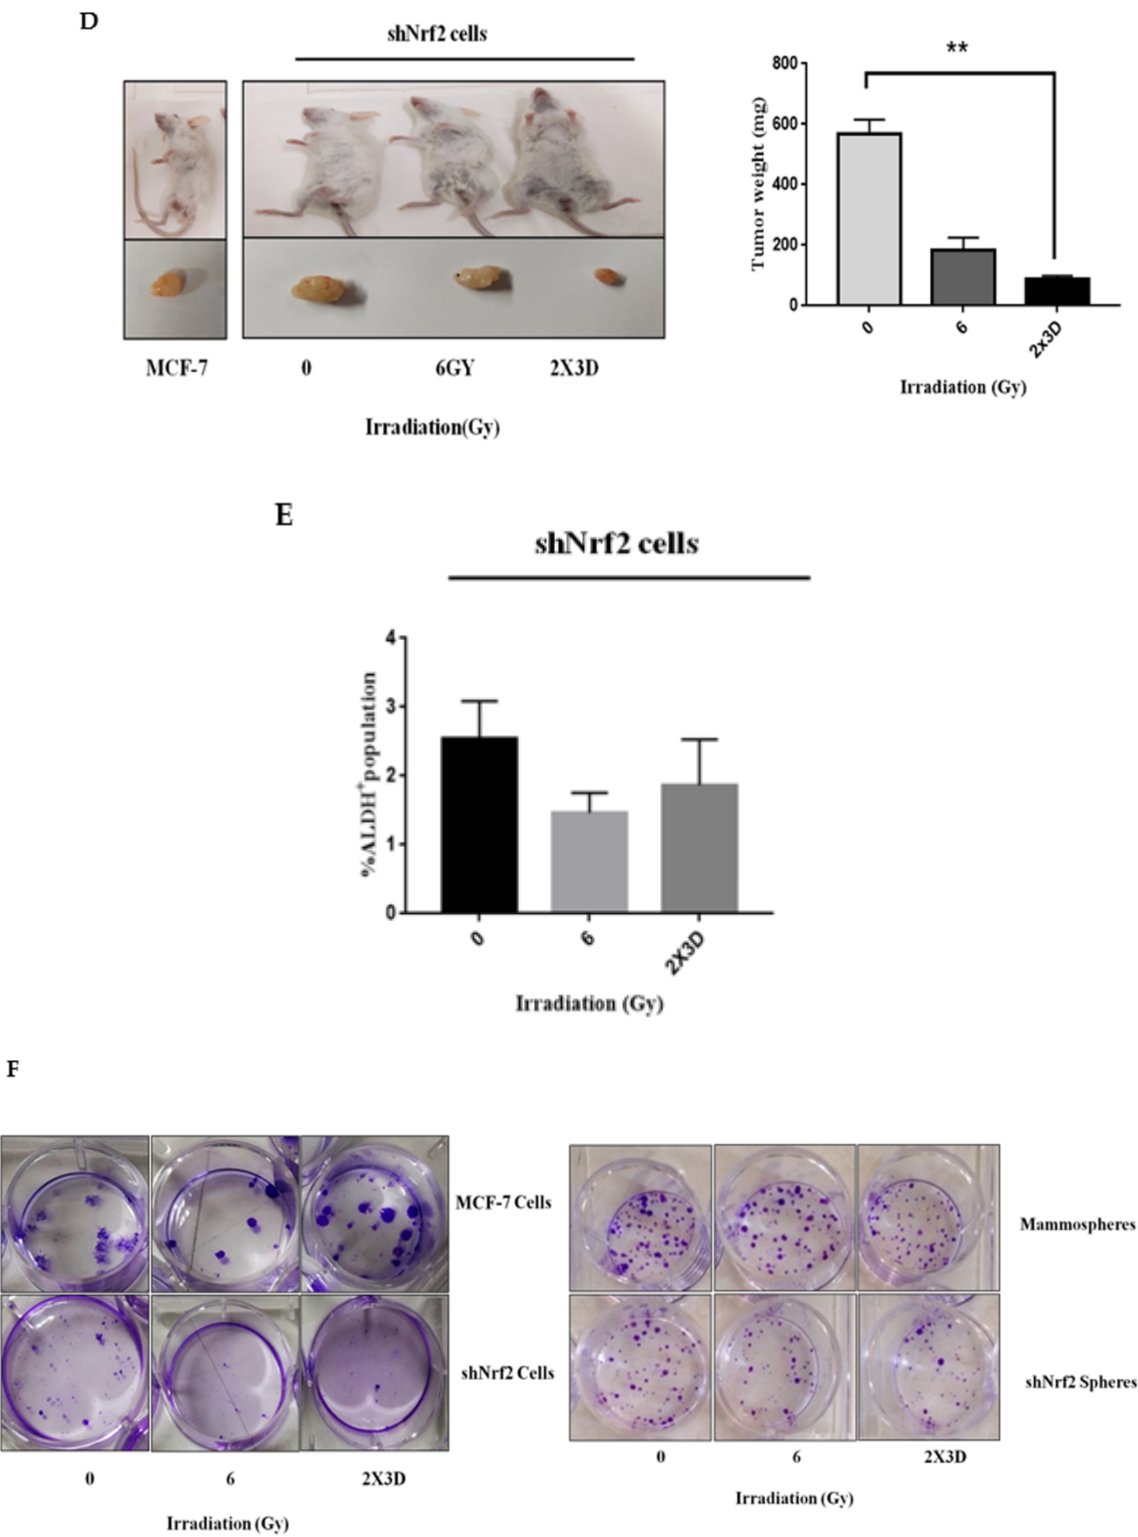 D
shNrf2 cells
MCF-7
0
6GY
2X3D
Irradiation(Gy)
**
Tumor weight (mg)
800
600
400
200
0
0
6
2x3D
Irradiation (Gy)
E
shNrf2 cells
%ALDH+population
4
3
2
1
0
0
6
2X3D
Irradiation (Gy)
F
MCF-7 Cells
shNrf2 Cells
0
6
2X3D
Irradiation (Gy)
Mammospheres
shNrf2 Spheres
0
6
2X3D
Irradiation (Gy)